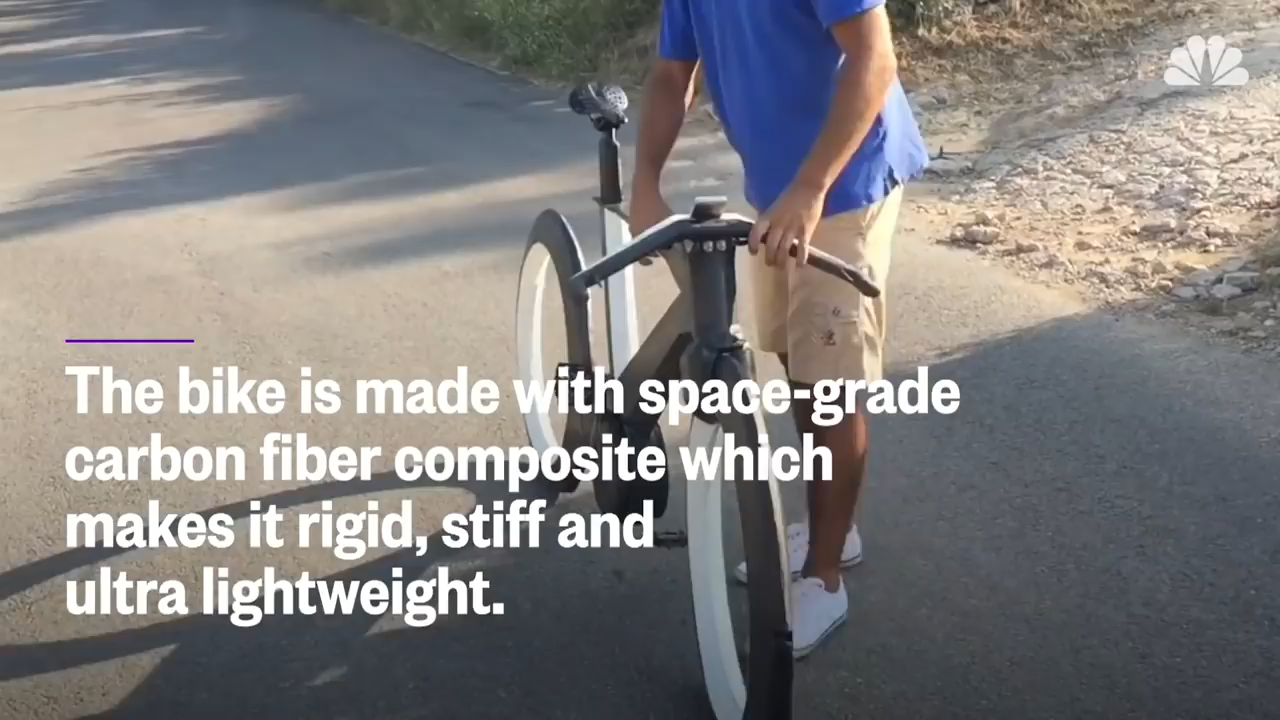 The bike is made with space-grade
carbon fiber composite which
makes it rigid, stiff and
ultra lightweight.